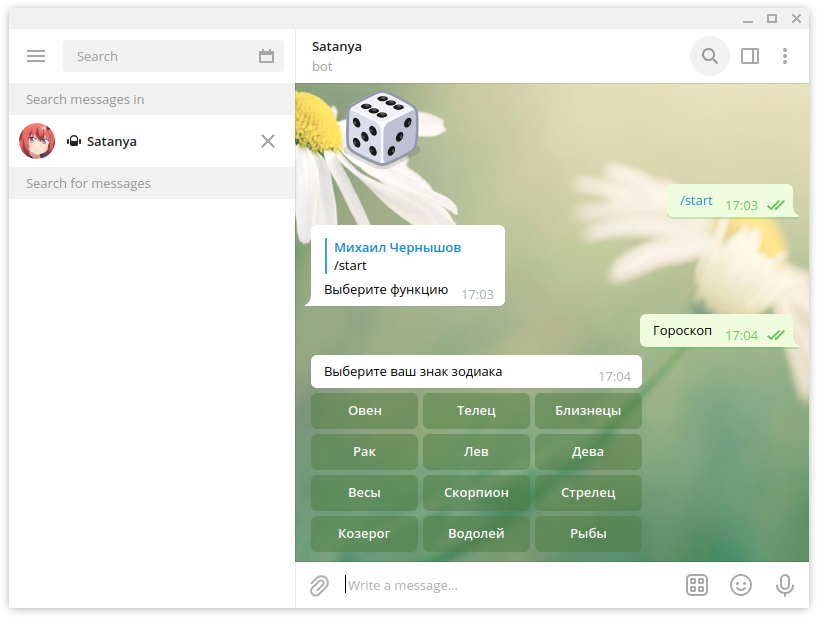 Search
Search messages in
Satanya
Search for messages
Satanya
bot
/start 17:03
Михаил Чернышов
/start
Выберите функцию 17:03
Гороскоп 17:04
Выберите ваш знак зодиака 17:04
Овен Телец Близнецы
Рак Лев Дева
Весы Скорпион Стрелец
Козерог Водолей Рыбы
Write a message...